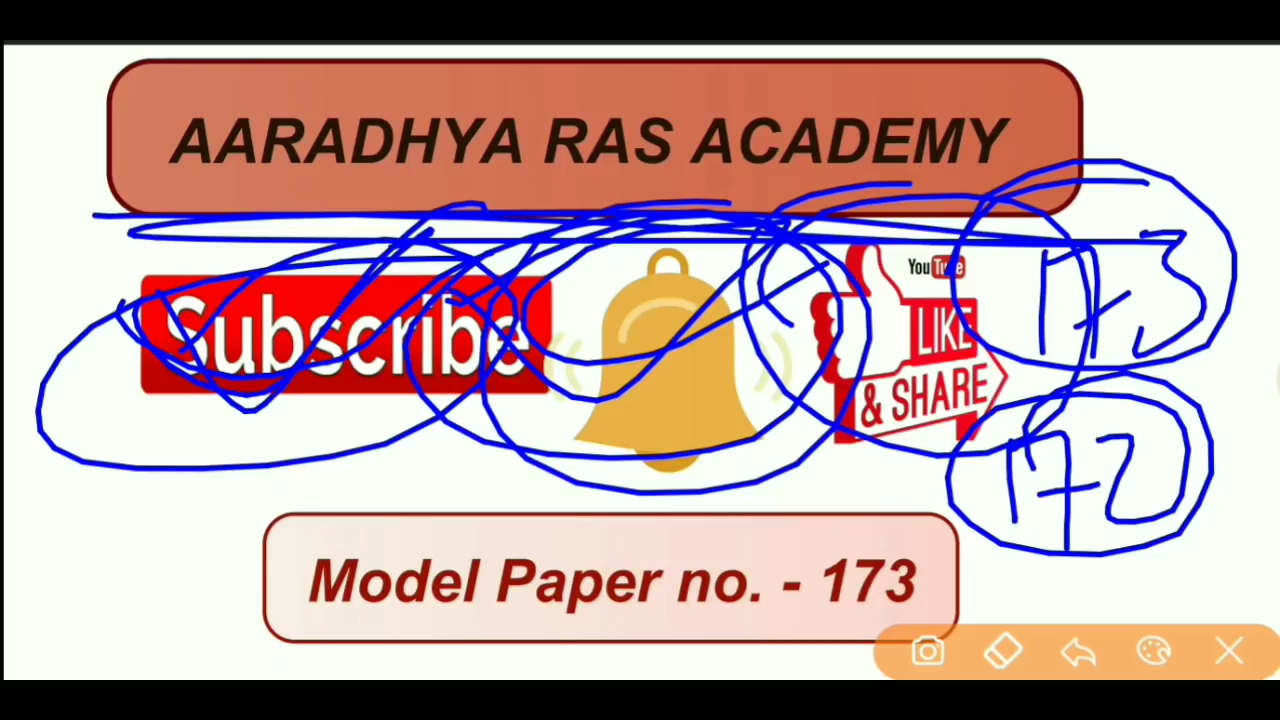 AARADHYA RAS ACADEMY
Subscribe
YouTube
LIKE
& SHARE
173
172
Model Paper no. - 173